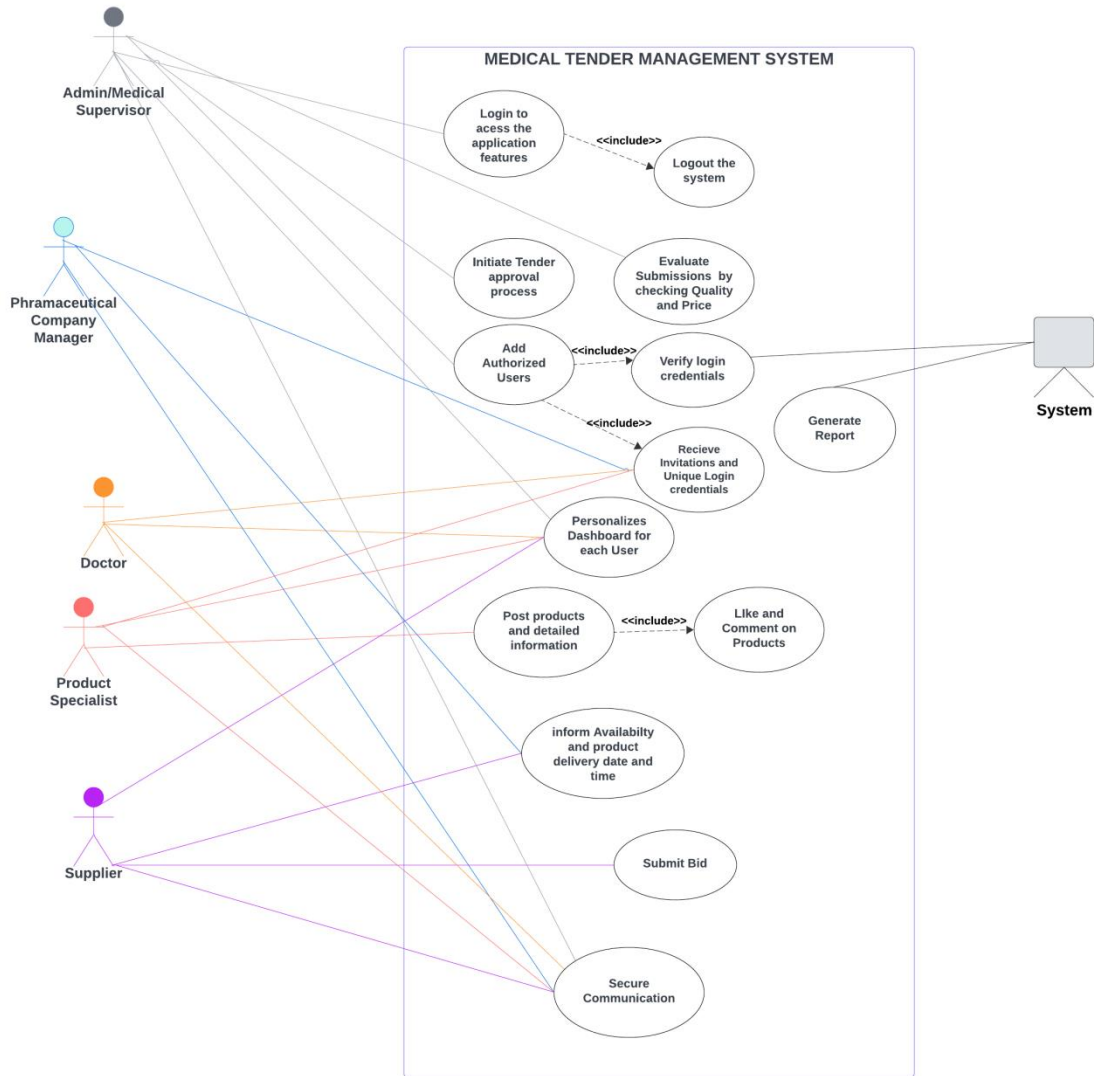 MEDICAL TENDER MANAGEMENT SYSTEM
Admin/Medical
Supervisor
Login to
acess the
application
features
<<include>>
Logout the
system
Phramaceutical
Company
Manager
Initiate Tender
approval
process
Evaluate
Submissions by
checking Quality
and Price
Add
Authorized
Users
<<include>>
Verify login
credentials
System
Generate
Report
<<include>>
Recieve
Invitations and
Unique Login
credentials
Doctor
Personalizes
Dashboard for
each User
Product
Specialist
Post products
and detailed
information
<<include>>
LIke and
Comment on
Products
inform Availabilty
and product
delivery date and
time
Supplier
Submit Bid
Secure
Communication